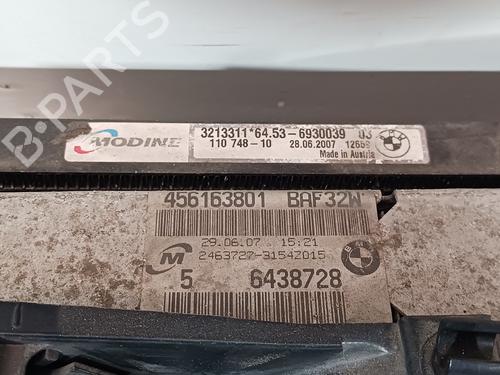 B-PARTS
MODINE
3213311*64.53-6930039 03
110 748-10 28.06.2007 12659
Made in Austria
456163801 BAF32W
29.06.07 15:21
M
2463727-3154Z015
5 6438728